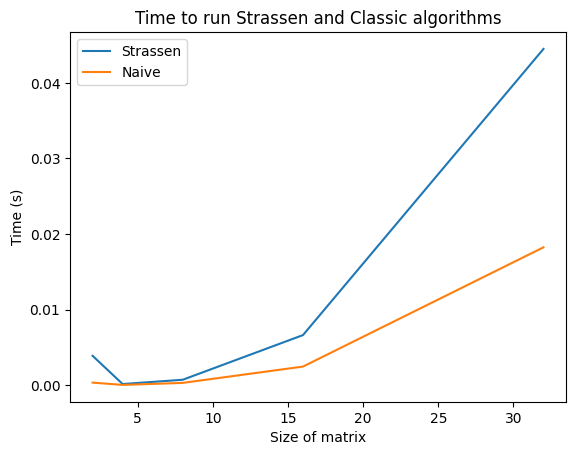 Time to run Strassen and Classic algorithms
Strassen
Naive
0.04
0.03
0.02
0.01
0.00
Time (s)
5
10
15
20
25
30
Size of matrix